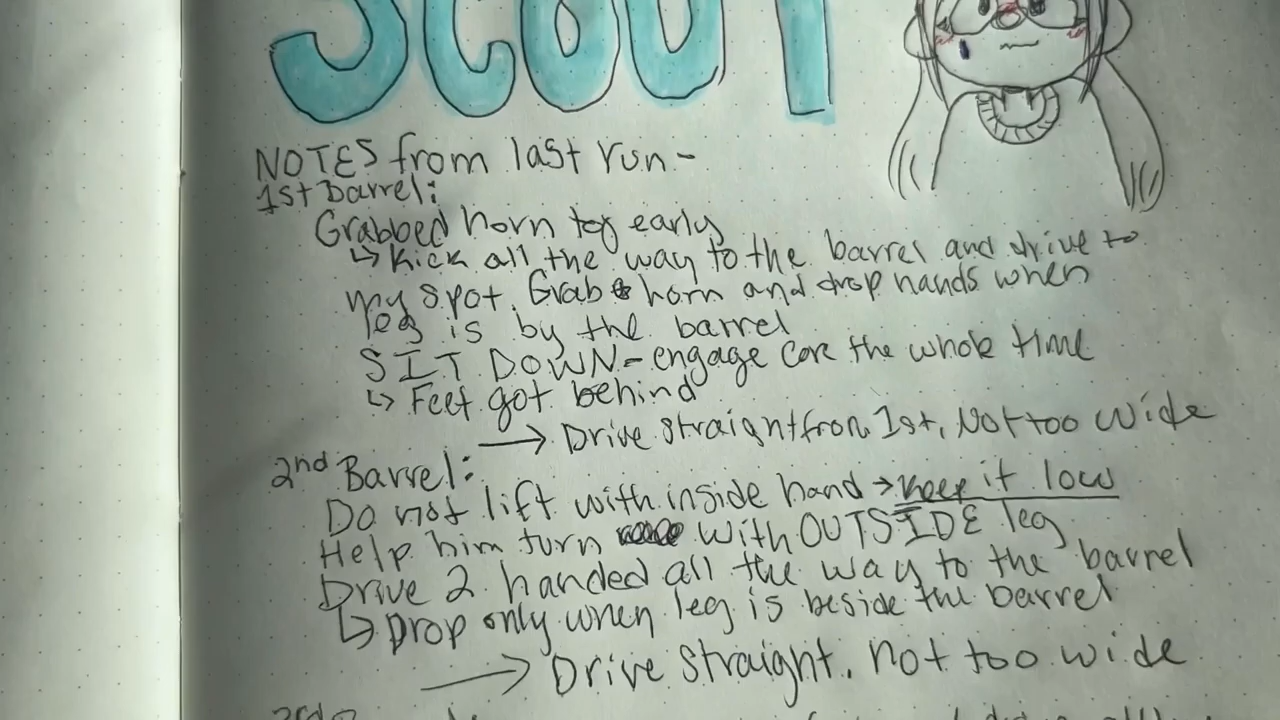 SCOUT
NOTES from last run -
1st Barrel:
Grabbed horn too early
↳ Kick all the way to the barrel and drive to
my spot. Grab horn and drop hands when
leg is by the barrel
SIT DOWN - engage core the whole time
↳ Feet got behind
→ Drive straight from 1st, Not too wide
2nd Barrel:
Do not lift with inside hand → keep it low
Help him turn with OUTSIDE leg
Drive 2 handed all the way to the barrel
↳ Drop only when leg is beside the barrel
→ Drive straight. not too wide